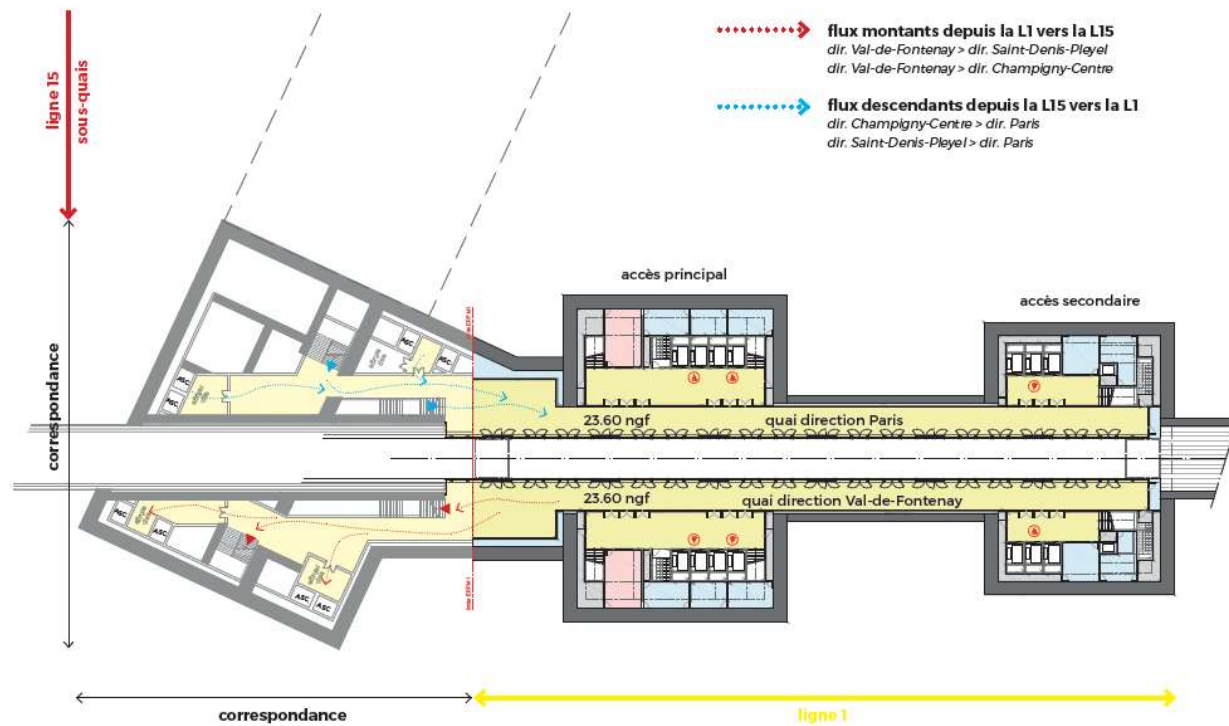 flux montants depuis la L1 vers la L15
dir. Val-de-Fontenay > dir. Saint-Denis-Pleyel
dir. Val-de-Fontenay > dir. Champigny-Centre
flux descendants depuis la L15 vers la L1
dir. Champigny-Centre > dir. Paris
dir. Saint-Denis-Pleyel > dir. Paris
ligne 15
sous-quais
accès principal
accès secondaire
correspondance
ASC
ASC
ASC
ASC
ASC
23.60 ngf
quai direction Paris
23.60 ngf
quai direction Val-de-Fontenay
ASC
ASC
ASC
ASC
correspondance
ligne 1